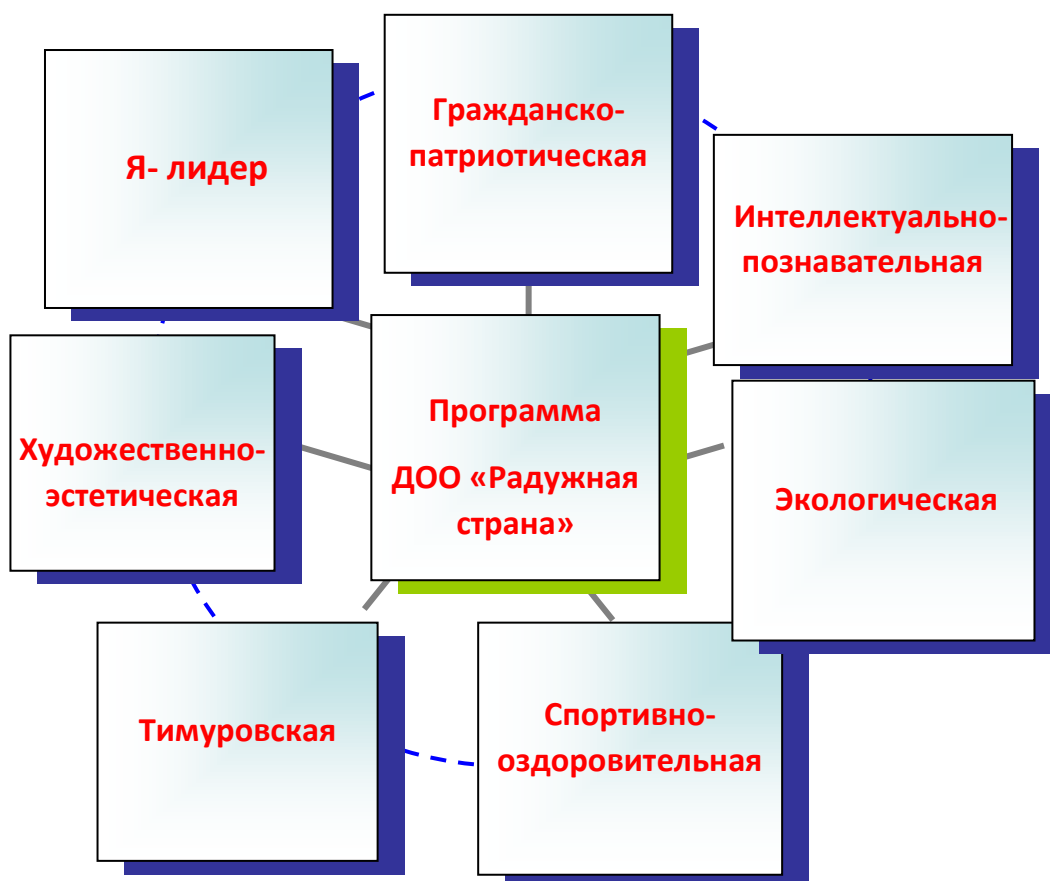 Гражданско-
патриотическая
Я- лидер
Интеллектуально-
познавательная
Программа
ДОО «Радужная
страна»
Художественно-
эстетическая
Экологическая
Тимуровская
Спортивно-
оздоровительная